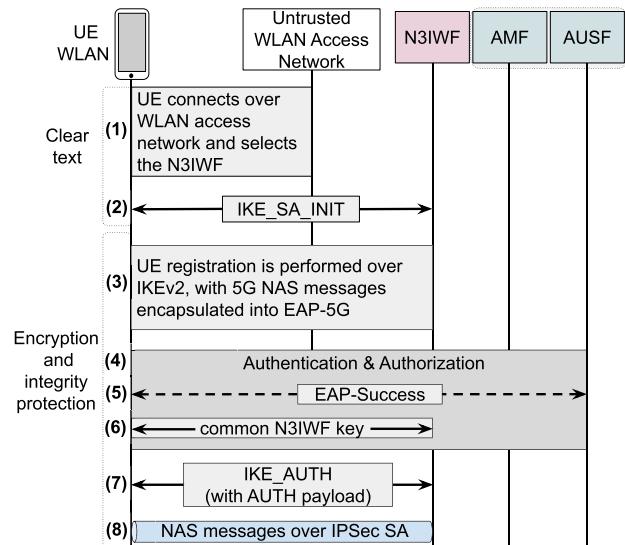 UE
WLAN
Untrusted
WLAN Access
Network
N3IWF
AMF
AUSF
Clear
text
(1)
UE connects over
WLAN access
network and selects
the N3IWF
(2)
IKE_SA_INIT
Encryption
and
integrity
protection
(3)
UE registration is performed over
IKEv2, with 5G NAS messages
encapsulated into EAP-5G
(4)
Authentication & Authorization
(5)
EAP-Success
(6)
common N3IWF key
(7)
IKE_AUTH
(with AUTH payload)
(8)
NAS messages over IPSec SA